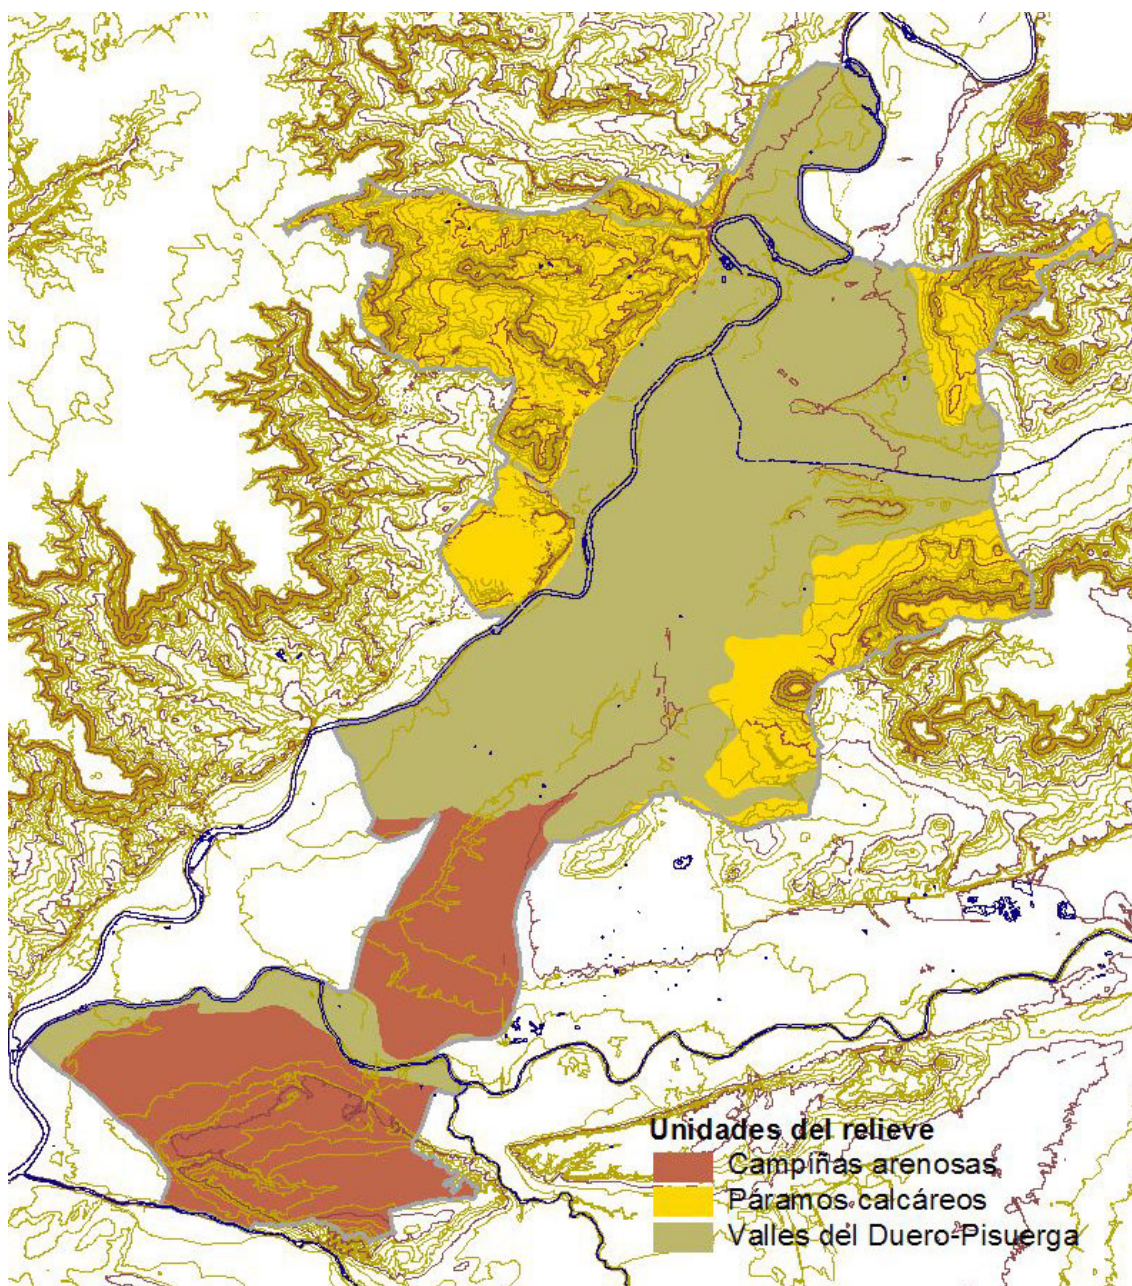 Unidades del relieve
Campiñas arenosas
Páramos calcáreos
Valles del Duero-Pisuerga